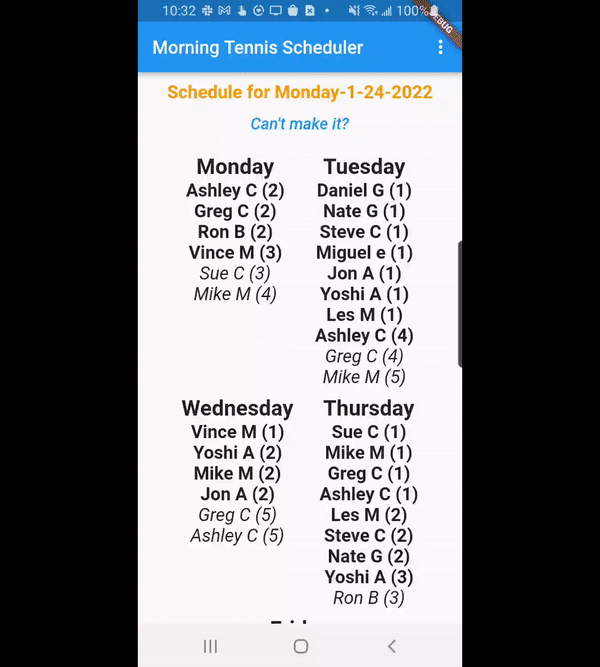 10:32 100%
DEBUG
Morning Tennis Scheduler
Schedule for Monday-1-24-2022
Can't make it?
Monday
Ashley C (2)
Greg C (2)
Ron B (2)
Vince M (3)
Sue C (3)
Mike M (4)
Tuesday
Daniel G (1)
Nate G (1)
Steve C (1)
Miguel e (1)
Jon A (1)
Yoshi A (1)
Les M (1)
Ashley C (4)
Greg C (4)
Mike M (5)
Wednesday
Vince M (1)
Yoshi A (2)
Mike M (2)
Jon A (2)
Greg C (5)
Ashley C (5)
Thursday
Sue C (1)
Mike M (1)
Greg C (1)
Ashley C (1)
Les M (2)
Steve C (2)
Nate G (2)
Yoshi A (3)
Ron B (3)